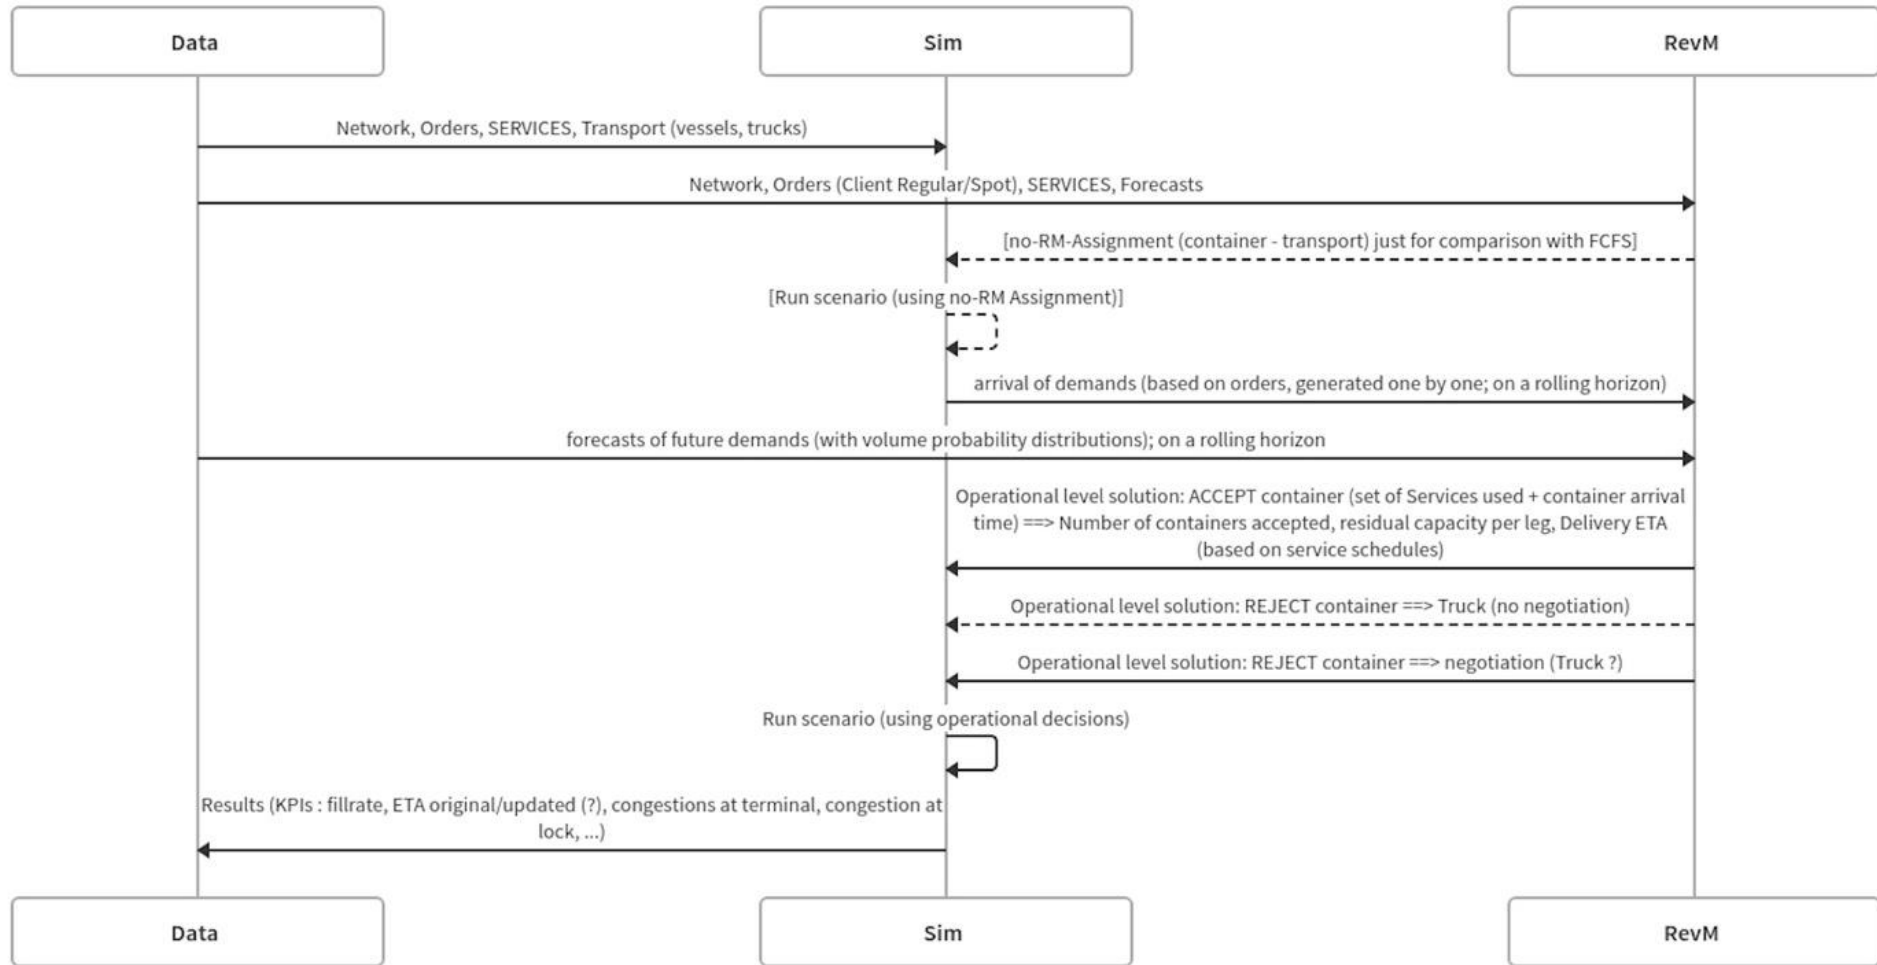 Data
Sim
RevM
Network, Orders, SERVICES, Transport (vessels, trucks)
Network, Orders (Client Regular/Spot), SERVICES, Forecasts
[no-RM-Assignment (container - transport) just for comparison with FCFS]
[Run scenario (using no-RM Assignment)]
arrival of demands (based on orders, generated one by one; on a rolling horizon)
forecasts of future demands (with volume probability distributions); on a rolling horizon
Operational level solution: ACCEPT container (set of Services used + container arrival
time) ==> Number of containers accepted, residual capacity per leg, Delivery ETA
(based on service schedules)
Operational level solution: REJECT container ==> Truck (no negotiation)
Operational level solution: REJECT container ==> negotiation (Truck ?)
Run scenario (using operational decisions)
Results (KPIs : fillrate, ETA original/updated (?), congestions at terminal, congestion at
lock, ...)
Data
Sim
RevM